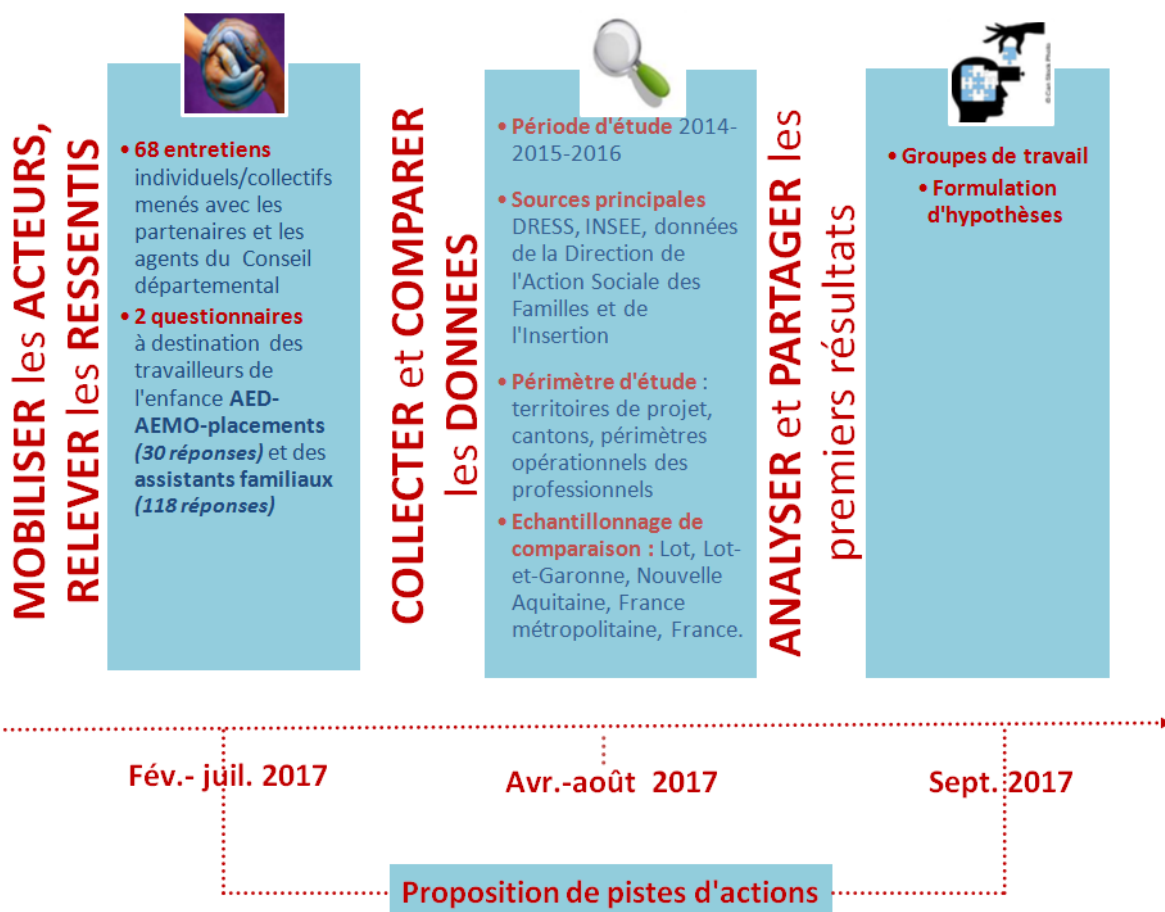 MOBILISER les ACTEURS,
RELEVER les RESSENTIS
• 68 entretiens
individuels/collectifs
menés avec les
partenaires et les
agents du Conseil
départemental
• 2 questionnaires
à destination des
travailleurs de
l'enfance AED-
AEMO-placements
(30 réponses) et des
assistants familiaux
(118 réponses)
COLLECTER et COMPARER
les DONNEES
• Période d'étude 2014-
2015-2016
• Sources principales
DRESS, INSEE, données
de la Direction de
l'Action Sociale des
Familles et de
l'Insertion
• Périmètre d'étude :
territoires de projet,
cantons, périmètres
opérationnels des
professionnels
• Echantillonnage de
comparaison : Lot, Lot-
et-Garonne, Nouvelle
Aquitaine, France
métropolitaine, France.
ANALYSER et PARTAGER les
premiers résultats
© Can Stock Photo
• Groupes de travail
• Formulation
d'hypothèses
Fév.- juil. 2017
Avr.-août 2017
Sept. 2017
Proposition de pistes d'actions